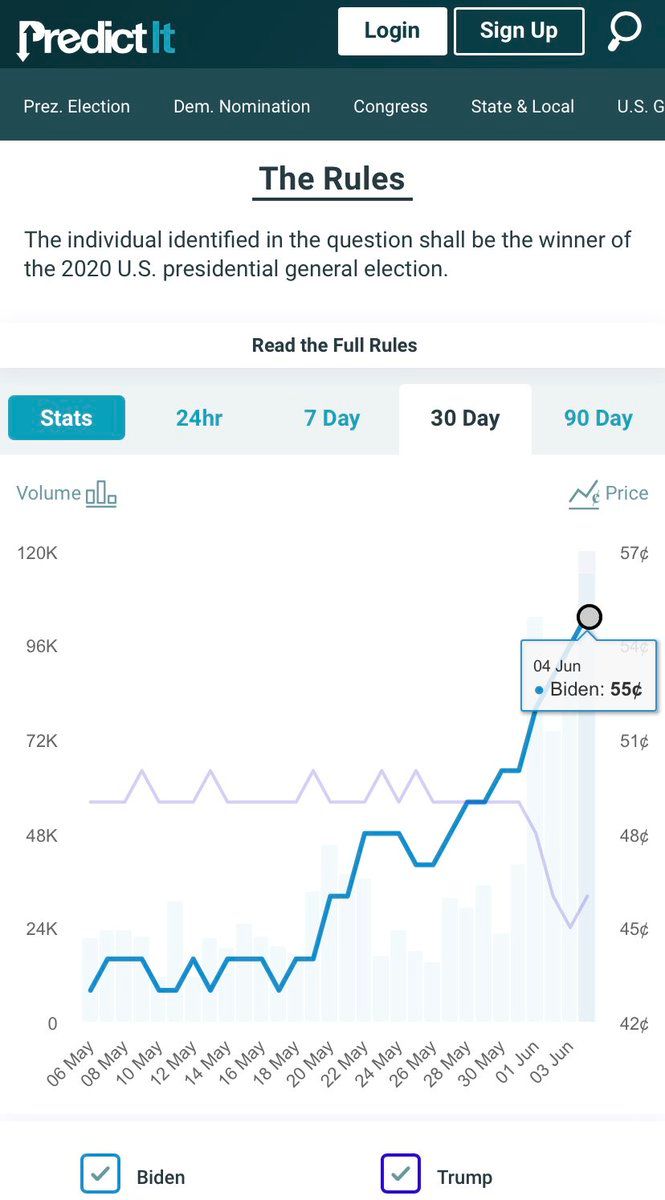 PredictIt
Login
Sign Up
Prez. Election
Dem. Nomination
Congress
State & Local
U.S. G
The Rules
The individual identified in the question shall be the winner of
the 2020 U.S. presidential general election.
Read the Full Rules
Stats
24hr
7 Day
30 Day
90 Day
Volume
¢ Price
120K
57¢
96K
54¢
04 Jun
Biden: 55¢
72K
51¢
48K
48¢
24K
45¢
0
42¢
06 May
08 May
10 May
12 May
14 May
16 May
18 May
20 May
22 May
24 May
26 May
28 May
30 May
01 Jun
03 Jun
Biden
Trump